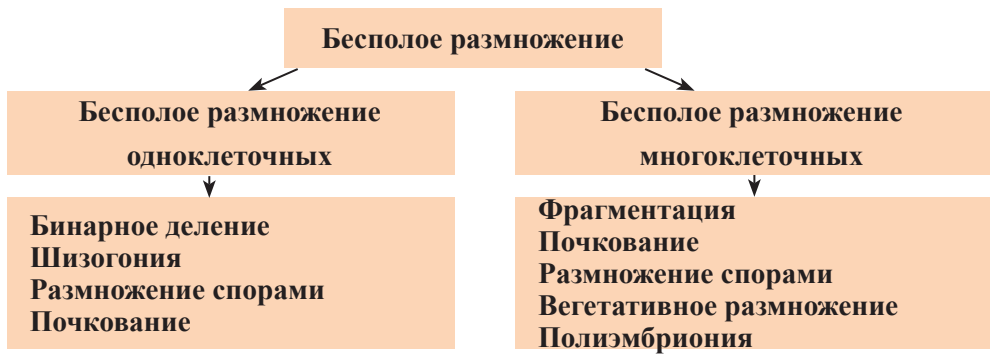 Бесполое размножение
Бесполое размножение
одноклеточных
Бесполое размножение
многоклеточных
Бинарное деление
Шизогония
Размножение спорами
Почкование
Фрагментация
Почкование
Размножение спорами
Вегетативное размножение
Полиэмбриония